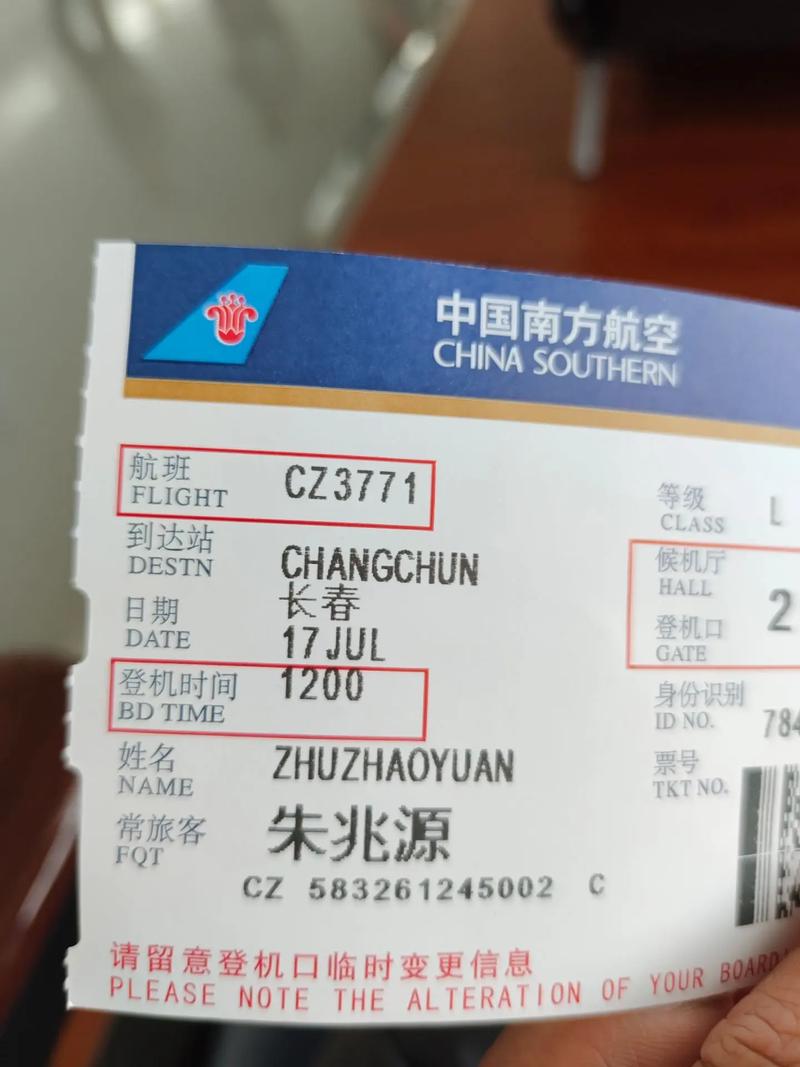 中国南方航空
CHINA SOUTHERN
航班
FLIGHT CZ3771
等级
CLASS L
到达站
DESTN CHANGCHUN
长春
候机厅
HALL
日期
DATE 17JUL
登机口
GATE 2
登机时间 1200
BD TIME
身份识别
ID NO. 784
姓名
NAME ZHUZHAOYUAN
票号
TKT NO.
常旅客 朱兆源
FQT
CZ 583261245002 C
请留意登机口临时变更信息
PLEASE NOTE THE ALTERATION OF YOUR BOARD